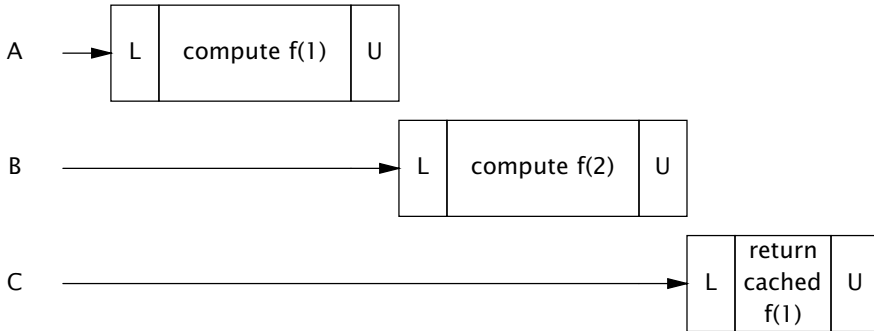 A L compute f(1) U
B L compute f(2) U
C L return cached f(1) U